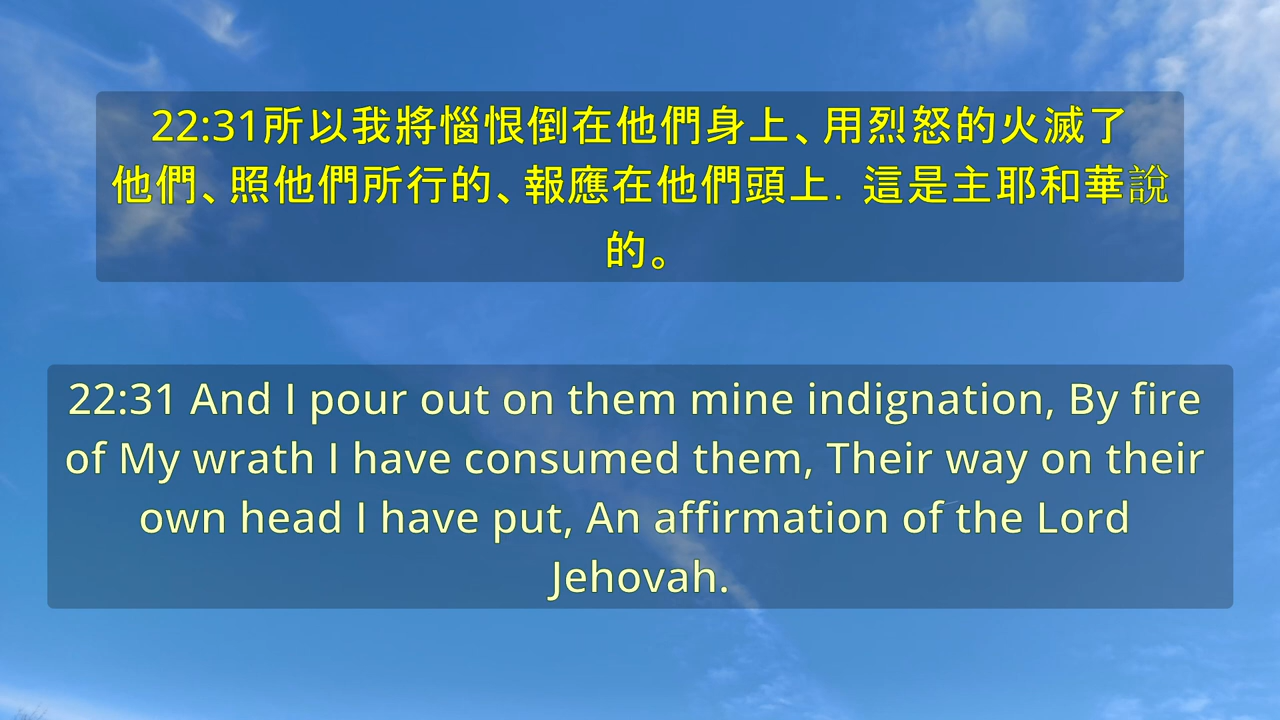 22:31所以我將惱恨倒在他們身上、用烈怒的火滅了
他們、照他們所行的、報應在他們頭上．這是主耶和華說
的。
22:31 And I pour out on them mine indignation, By fire
of My wrath I have consumed them, Their way on their
own head I have put, An affirmation of the Lord
Jehovah.